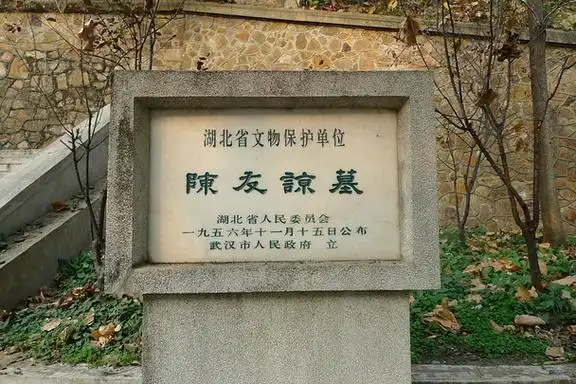 湖北省文物保护单位
陳友諒墓
湖北省人民委员会
一九五六年十一月十五日公布
武汉市人民政府 立